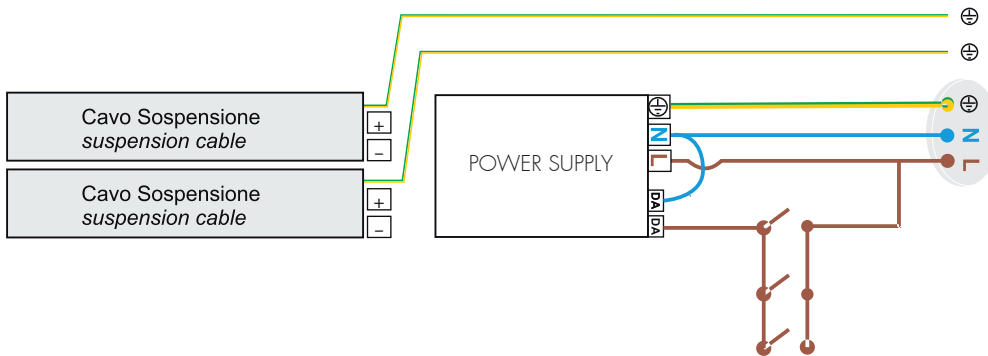 Cavo Sospensione
suspension cable
+
–
Cavo Sospensione
suspension cable
+
–
POWER SUPPLY
N
L
DA
DA
N
L